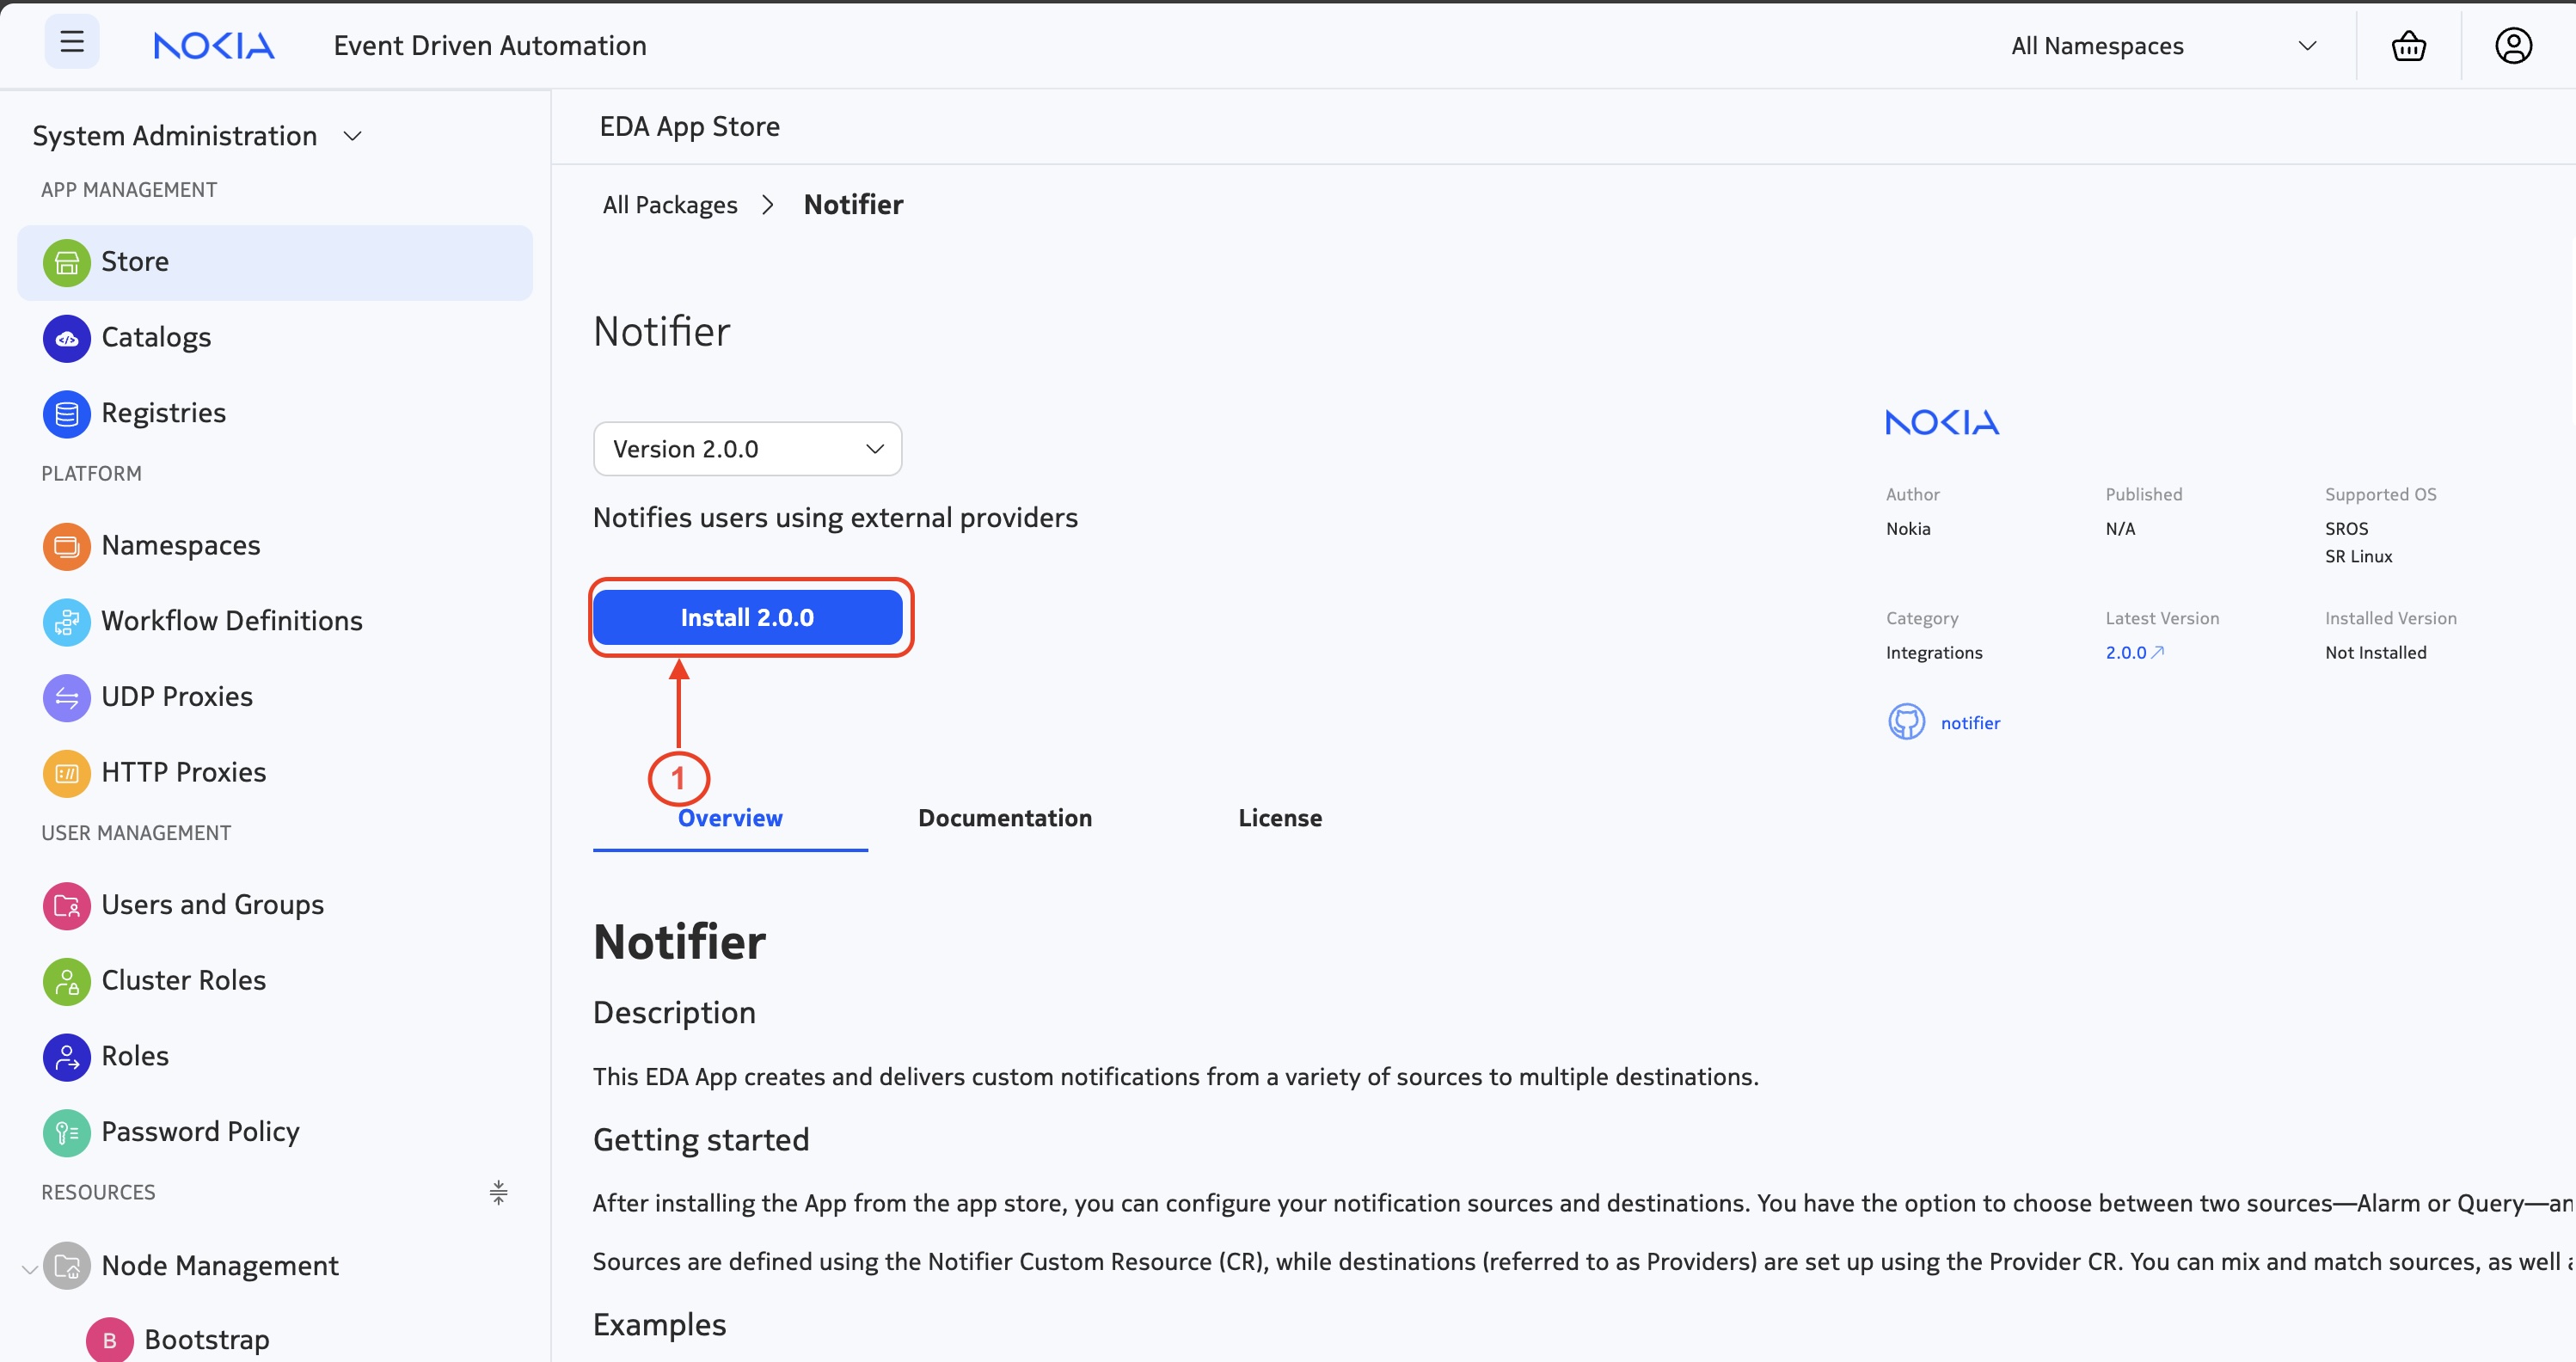 NOKIA
Event Driven Automation
All Namespaces
System Administration
APP MANAGEMENT
Store
Catalogs
Registries
PLATFORM
Namespaces
Workflow Definitions
UDP Proxies
HTTP Proxies
USER MANAGEMENT
Users and Groups
Cluster Roles
Roles
Password Policy
RESOURCES
Node Management
B Bootstrap
EDA App Store
All Packages > Notifier
Notifier
Version 2.0.0
Notifies users using external providers
Install 2.0.0
1
NOKIA
Author
Nokia
Published
N/A
Supported OS
SROS
SR Linux
Category
Integrations
Latest Version
2.0.0
Installed Version
Not Installed
notifier
Overview
Documentation
License
Notifier
Description
This EDA App creates and delivers custom notifications from a variety of sources to multiple destinations.
Getting started
After installing the App from the app store, you can configure your notification sources and destinations. You have the option to choose between two sources—Alarm or Query—
Sources are defined using the Notifier Custom Resource (CR), while destinations (referred to as Providers) are set up using the Provider CR. You can mix and match sources, as well
Examples